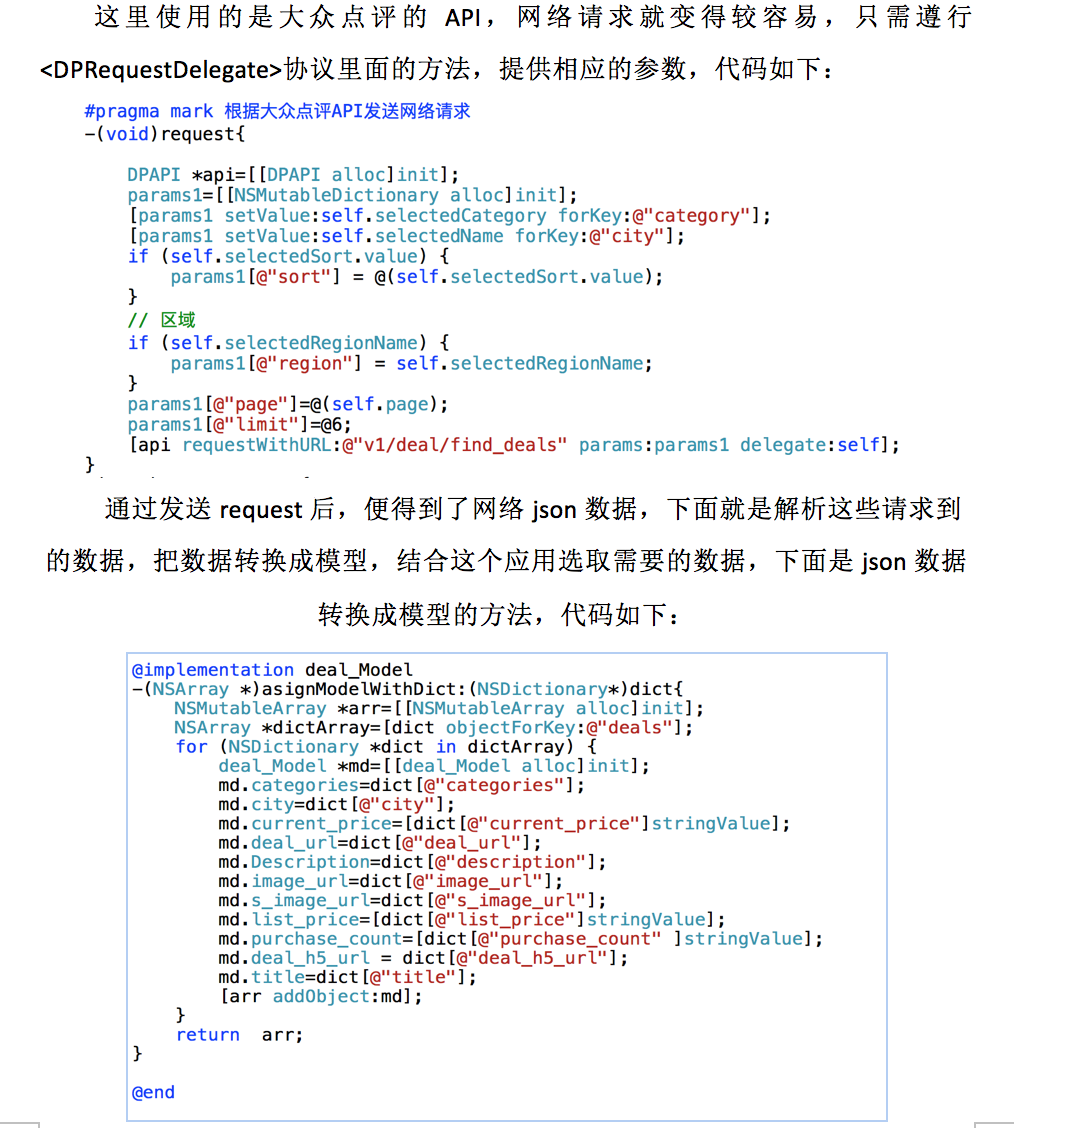 这里使用的是大众点评的 API，网络请求就变得较容易，只需遵行
<DPRequestDelegate>协议里面的方法，提供相应的参数，代码如下：
#pragma mark 根据大众点评API发送网络请求
-(void)request{
    DPAPI *api=[[DPAPI alloc]init];
    params1=[[NSMutableDictionary alloc]init];
    [params1 setValue:self.selectedCategory forKey:@"category"];
    [params1 setValue:self.selectedName forKey:@"city"];
    if (self.selectedSort.value) {
        params1[@"sort"] = @(self.selectedSort.value);
    }
    // 区域
    if (self.selectedRegionName) {
        params1[@"region"] = self.selectedRegionName;
    }
    params1[@"page"]=@(self.page);
    params1[@"limit"]=@6;
    [api requestWithURL:@"v1/deal/find_deals" params:params1 delegate:self];
}
通过发送 request 后，便得到了网络 json 数据，下面就是解析这些请求到
的数据，把数据转换成模型，结合这个应用选取需要的数据，下面是 json 数据
转换成模型的方法，代码如下：
@implementation deal_Model
-(NSArray *)asignModelWithDict:(NSDictionary*)dict{
    NSMutableArray *arr=[[NSMutableArray alloc]init];
    NSArray *dictArray=[dict objectForKey:@"deals"];
    for (NSDictionary *dict in dictArray) {
        deal_Model *md=[[deal_Model alloc]init];
        md.categories=dict[@"categories"];
        md.city=dict[@"city"];
        md.current_price=[dict[@"current_price"]stringValue];
        md.deal_url=dict[@"deal_url"];
        md.Description=dict[@"description"];
        md.image_url=dict[@"image_url"];
        md.s_image_url=dict[@"s_image_url"];
        md.list_price=[dict[@"list_price"]stringValue];
        md.purchase_count=[dict[@"purchase_count" ]stringValue];
        md.deal_h5_url = dict[@"deal_h5_url"];
        md.title=dict[@"title"];
        [arr addObject:md];
    }
    return  arr;
}
@end